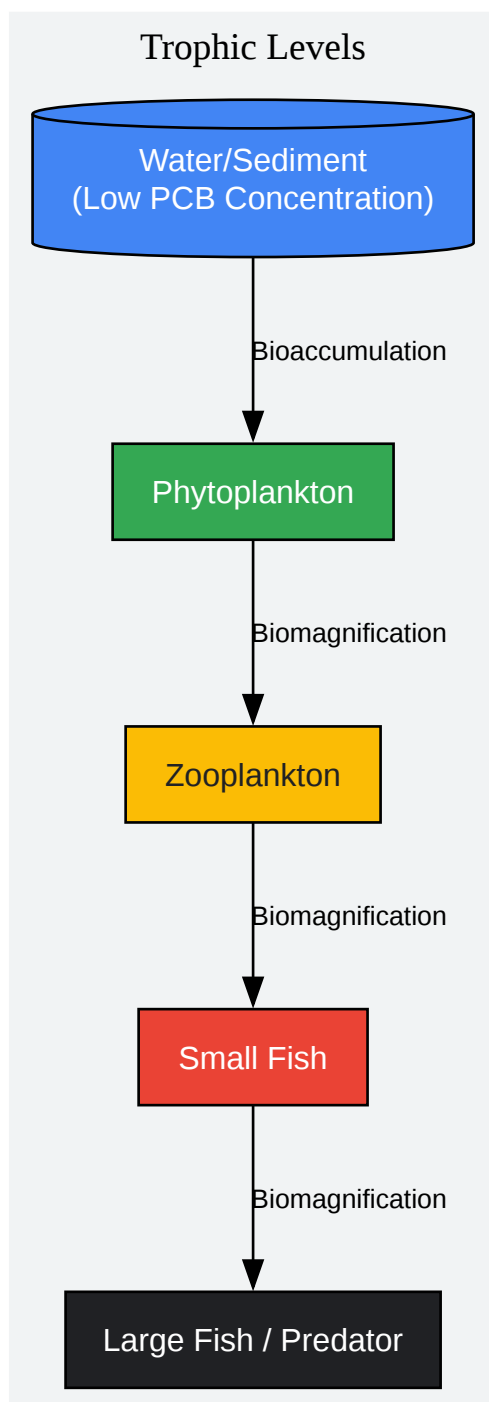 Trophic Levels
Water/Sediment
(Low PCB Concentration)
Bioaccumulation
Phytoplankton
Biomagnification
Zooplankton
Biomagnification
Small Fish
Biomagnification
Large Fish / Predator